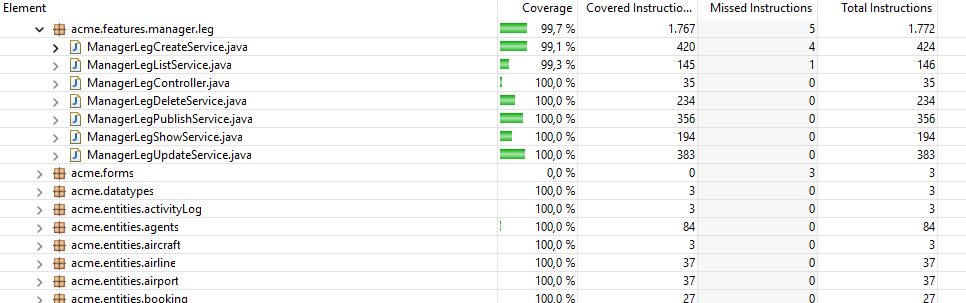 Element Coverage Covered Instructio... Missed Instructions Total Instructions
acme.features.manager.leg 99,7 % 1.767 5 1.772
ManagerLegCreateService.java 99,1 % 420 4 424
ManagerLegListService.java 99,3 % 145 1 146
ManagerLegController.java 100,0 % 35 0 35
ManagerLegDeleteService.java 100,0 % 234 0 234
ManagerLegPublishService.java 100,0 % 356 0 356
ManagerLegShowService.java 100,0 % 194 0 194
ManagerLegUpdateService.java 100,0 % 383 0 383
acme.forms 0,0 % 0 3 3
acme.datatypes 100,0 % 3 0 3
acme.entities.activityLog 100,0 % 3 0 3
acme.entities.agents 100,0 % 84 0 84
acme.entities.aircraft 100,0 % 3 0 3
acme.entities.airline 100,0 % 37 0 37
acme.entities.airport 100,0 % 37 0 37
acme.entities.booking 100,0 % 27 0 27